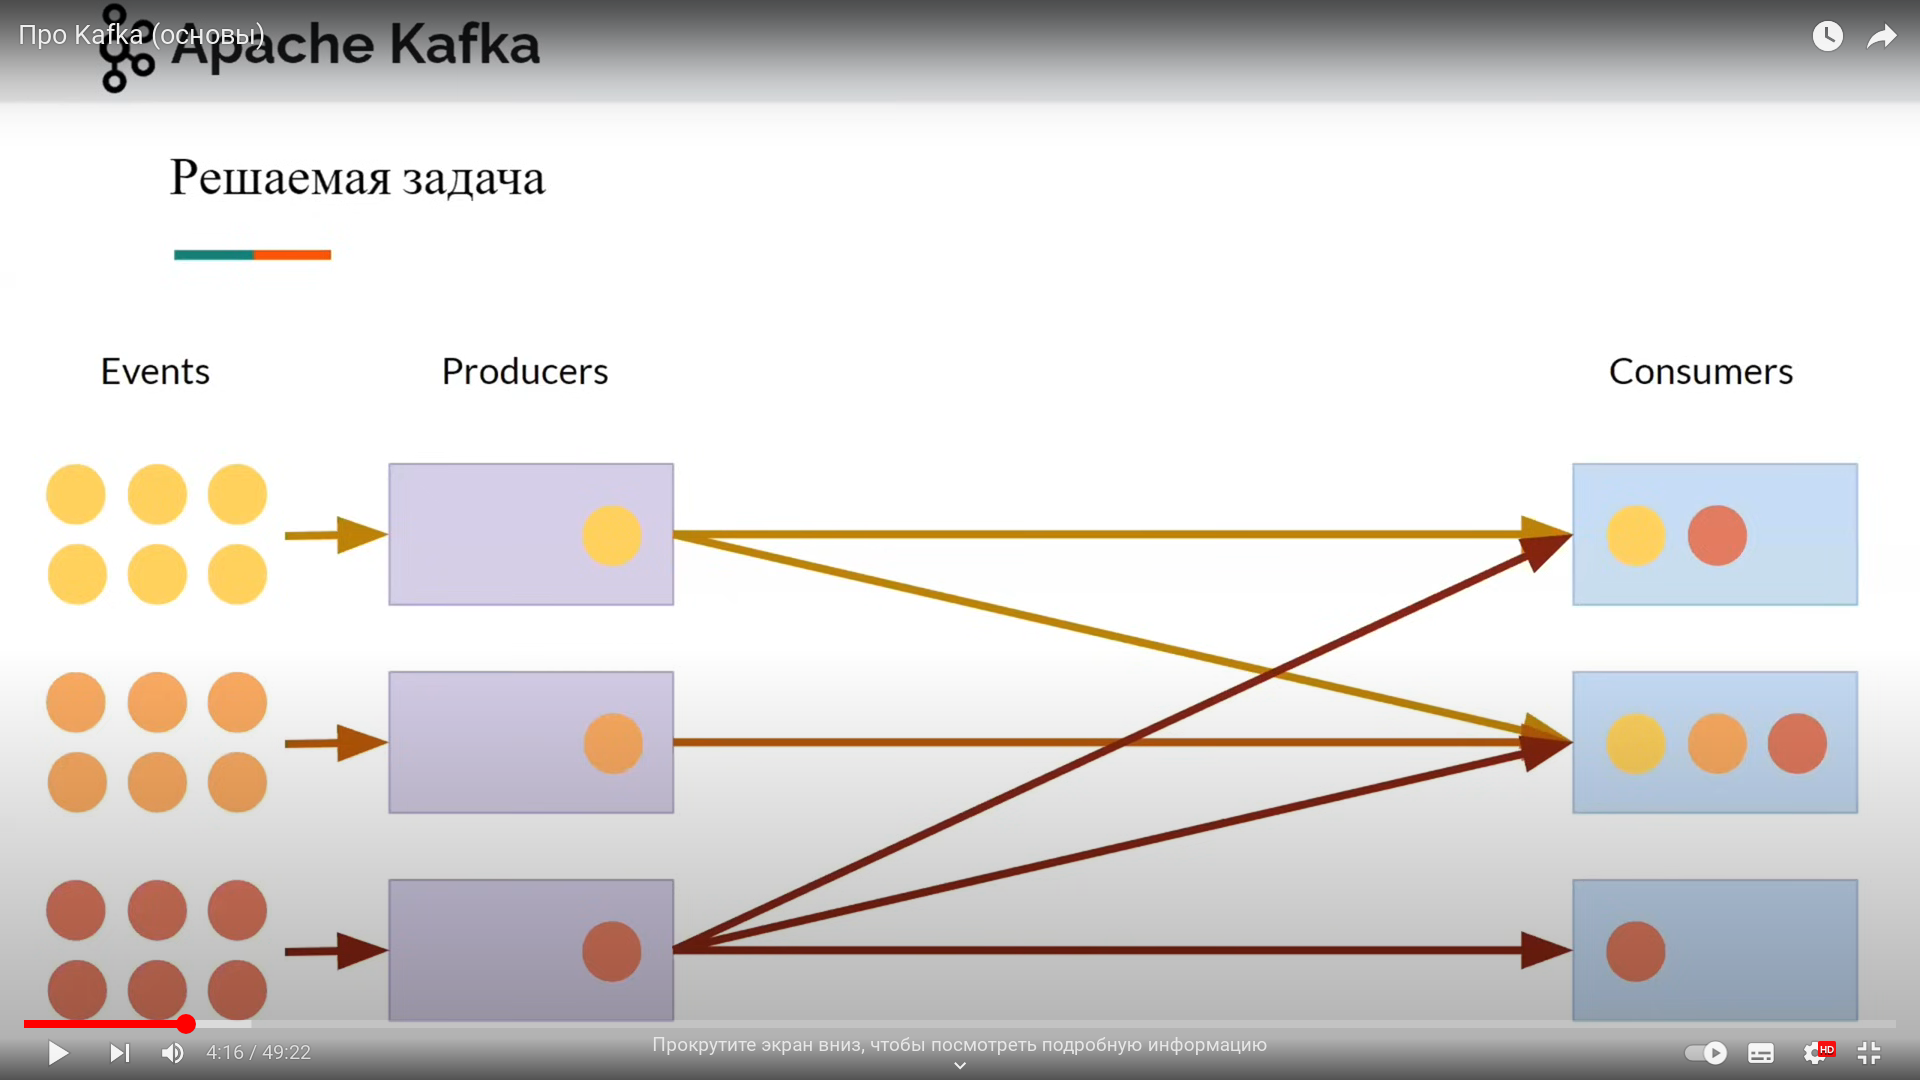 Про Kafka (основы)
Apache Kafka
Решаемая задача
Events
Producers
Consumers
4:16 / 49:22
Прокрутите экран вниз, чтобы посмотреть подробную информацию
HD